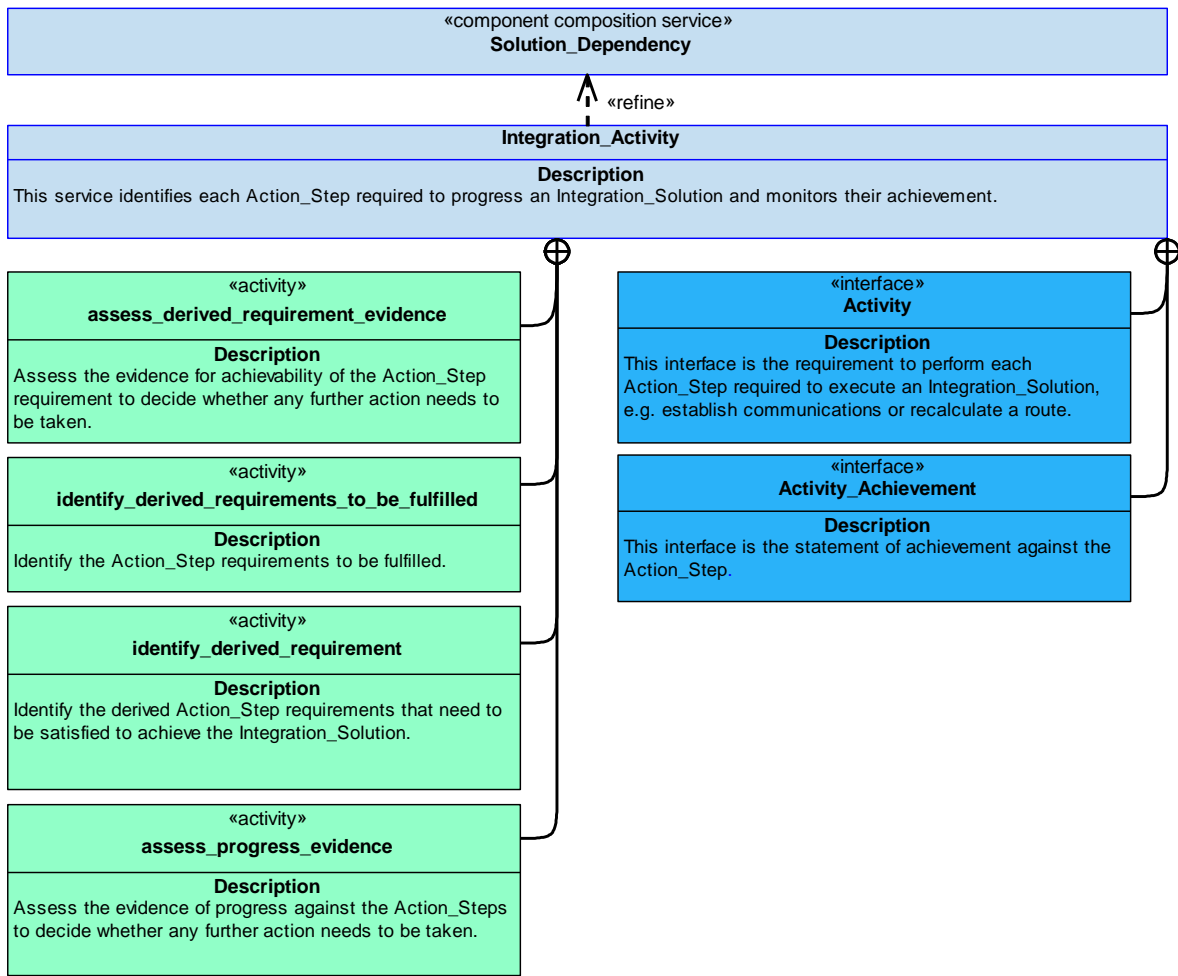 «component composition service»
Solution_Dependency
«refine»
Integration_Activity
Description
This service identifies each Action_Step required to progress an Integration_Solution and monitors their achievement.
«activity»
assess_derived_requirement_evidence
Description
Assess the evidence for achievability of the Action_Step
requirement to decide whether any further action needs to
be taken.
«activity»
identify_derived_requirements_to_be_fulfilled
Description
Identify the Action_Step requirements to be fulfilled.
«activity»
identify_derived_requirement
Description
Identify the derived Action_Step requirements that need to
be satisfied to achieve the Integration_Solution.
«activity»
assess_progress_evidence
Description
Assess the evidence of progress against the Action_Steps
to decide whether any further action needs to be taken.
«interface»
Activity
Description
This interface is the requirement to perform each
Action_Step required to execute an Integration_Solution,
e.g. establish communications or recalculate a route.
«interface»
Activity_Achievement
Description
This interface is the statement of achievement against the
Action_Step.